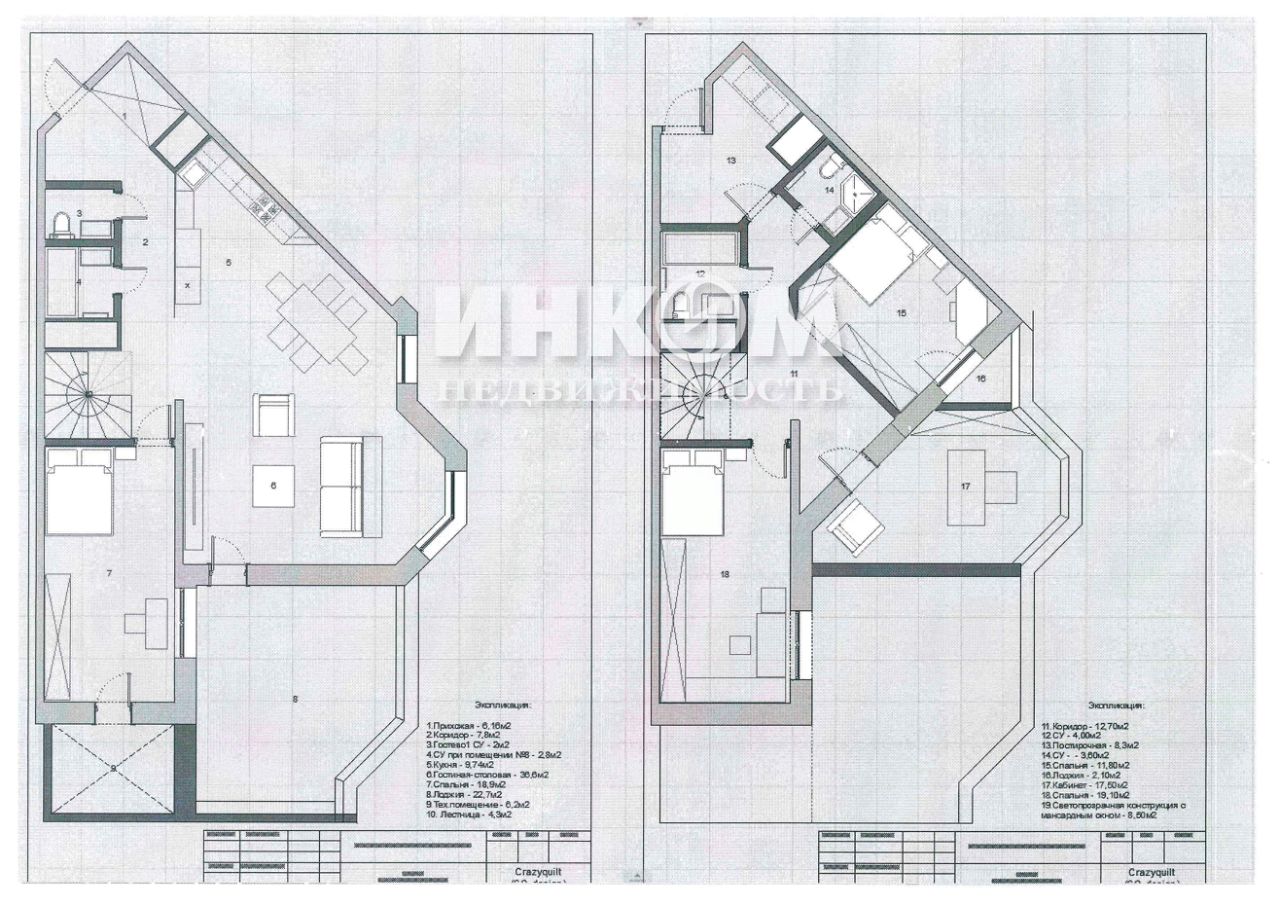 1
2
3
4
5
6
7
8
9
x
Экспликация:
1.Прихожая - 6,16м2
2.Коридор - 7,8м2
3.Гостево1 СУ - 2м2
4.СУ при помещении №8 - 2,8м2
5.Кухня - 9,74м2
6.Гостиная-столовая - 36,6м2
7.Спальня - 18,9м2
8.Лоджия - 22,7м2
9.Тех.помещение - 6,2м2
10. Лестница - 4,3м2
Crazyquilt
11
12
13
14
15
16
17
18
Экспликация:
11.Коридор - 12,70м2
12.СУ - 4,00м2
13.Постирочная - 8,3м2
14.СУ - - 3,60м2
15.Спальня - 11,80м2
16.Лоджия - 2,10м2
17.Кабинет - 17,50м2
18.Спальня - 19,10м2
19.Светопрозрачная конструкция с
мансардным окном - 8,60м2
Crazyquilt
ИНКОМ
НЕДВИЖИМОСТЬ